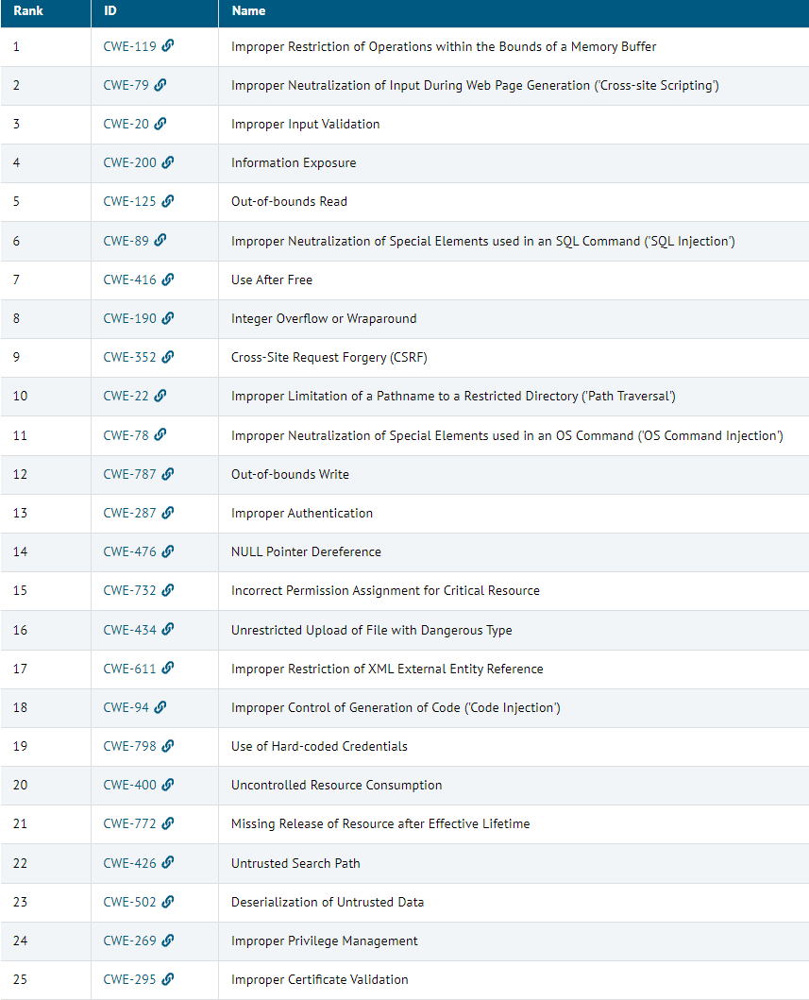 Rank ID Name
1 CWE-119 Improper Restriction of Operations within the Bounds of a Memory Buffer
2 CWE-79 Improper Neutralization of Input During Web Page Generation ('Cross-site Scripting')
3 CWE-20 Improper Input Validation
4 CWE-200 Information Exposure
5 CWE-125 Out-of-bounds Read
6 CWE-89 Improper Neutralization of Special Elements used in an SQL Command ('SQL Injection')
7 CWE-416 Use After Free
8 CWE-190 Integer Overflow or Wraparound
9 CWE-352 Cross-Site Request Forgery (CSRF)
10 CWE-22 Improper Limitation of a Pathname to a Restricted Directory ('Path Traversal')
11 CWE-78 Improper Neutralization of Special Elements used in an OS Command ('OS Command Injection')
12 CWE-787 Out-of-bounds Write
13 CWE-287 Improper Authentication
14 CWE-476 NULL Pointer Dereference
15 CWE-732 Incorrect Permission Assignment for Critical Resource
16 CWE-434 Unrestricted Upload of File with Dangerous Type
17 CWE-611 Improper Restriction of XML External Entity Reference
18 CWE-94 Improper Control of Generation of Code ('Code Injection')
19 CWE-798 Use of Hard-coded Credentials
20 CWE-400 Uncontrolled Resource Consumption
21 CWE-772 Missing Release of Resource after Effective Lifetime
22 CWE-426 Untrusted Search Path
23 CWE-502 Deserialization of Untrusted Data
24 CWE-269 Improper Privilege Management
25 CWE-295 Improper Certificate Validation